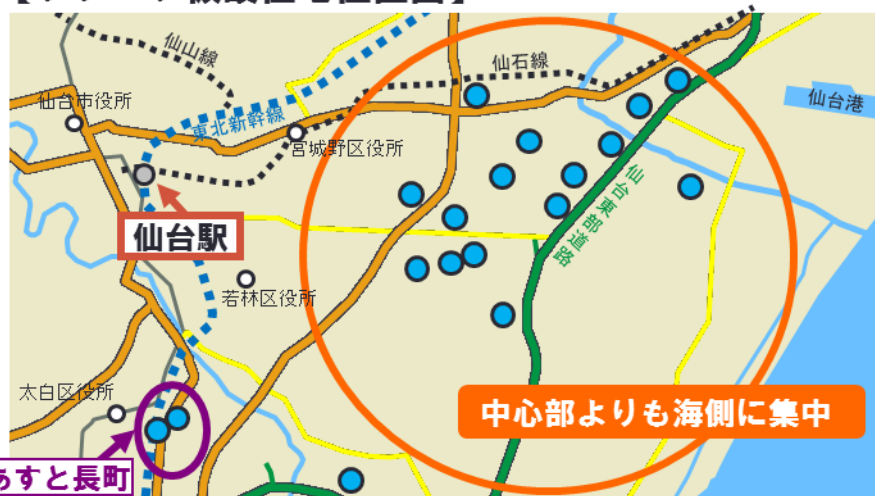 仙山線
仙石線
仙台市役所
東北新幹線
仙台港
宮城野区役所
仙台東部道路
仙台駅
若林区役所
太白区役所
中心部よりも海側に集中
あすと長町